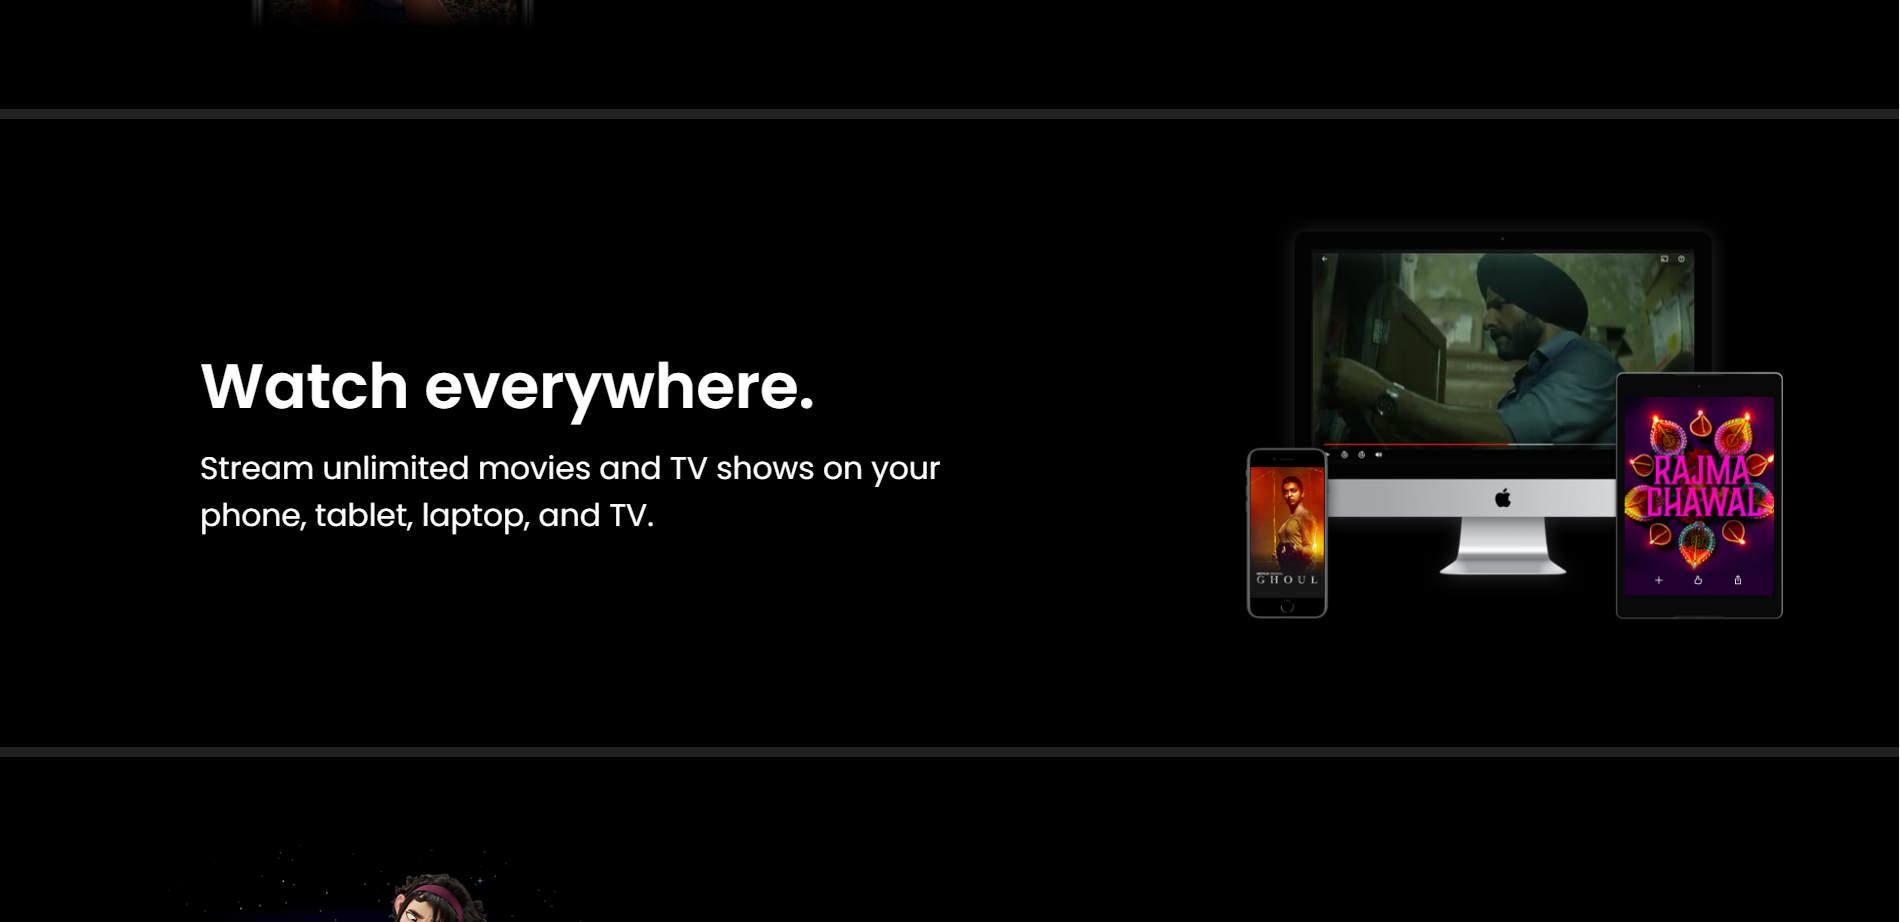 Watch everywhere.
Stream unlimited movies and TV shows on your
phone, tablet, laptop, and TV.
RAJMA
CHAWAL
GHOUL